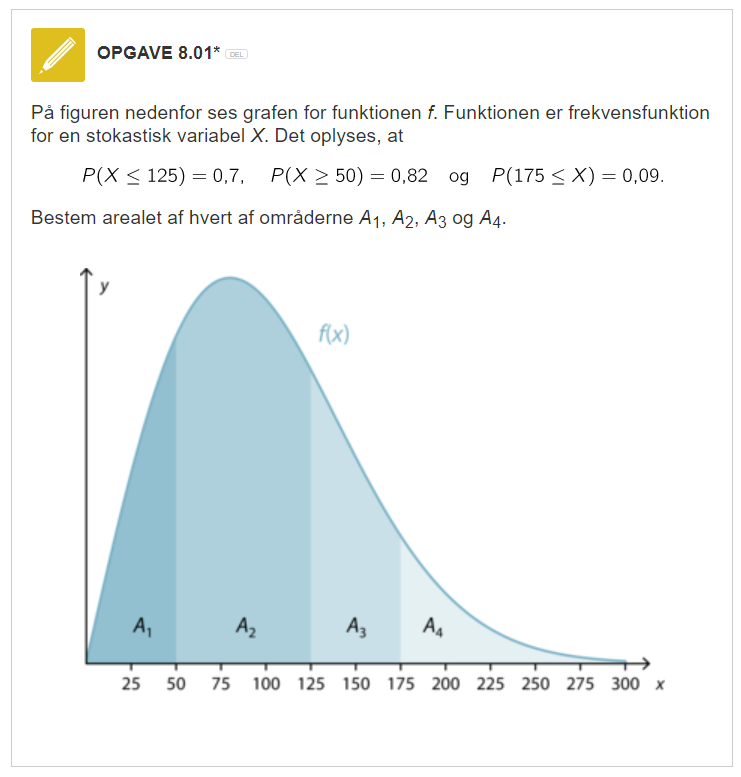 OPGAVE 8.01* DEL
På figuren nedenfor ses grafen for funktionen f. Funktionen er frekvensfunktion
for en stokastisk variabel X. Det oplyses, at
P(X ≤ 125) = 0,7, P(X ≥ 50) = 0,82 og P(175 ≤ X) = 0,09.
Bestem arealet af hvert af områderne A₁, A₂, A₃ og A₄.
y
f(x)
A₁ A₂ A₃ A₄
25 50 75 100 125 150 175 200 225 250 275 300 x